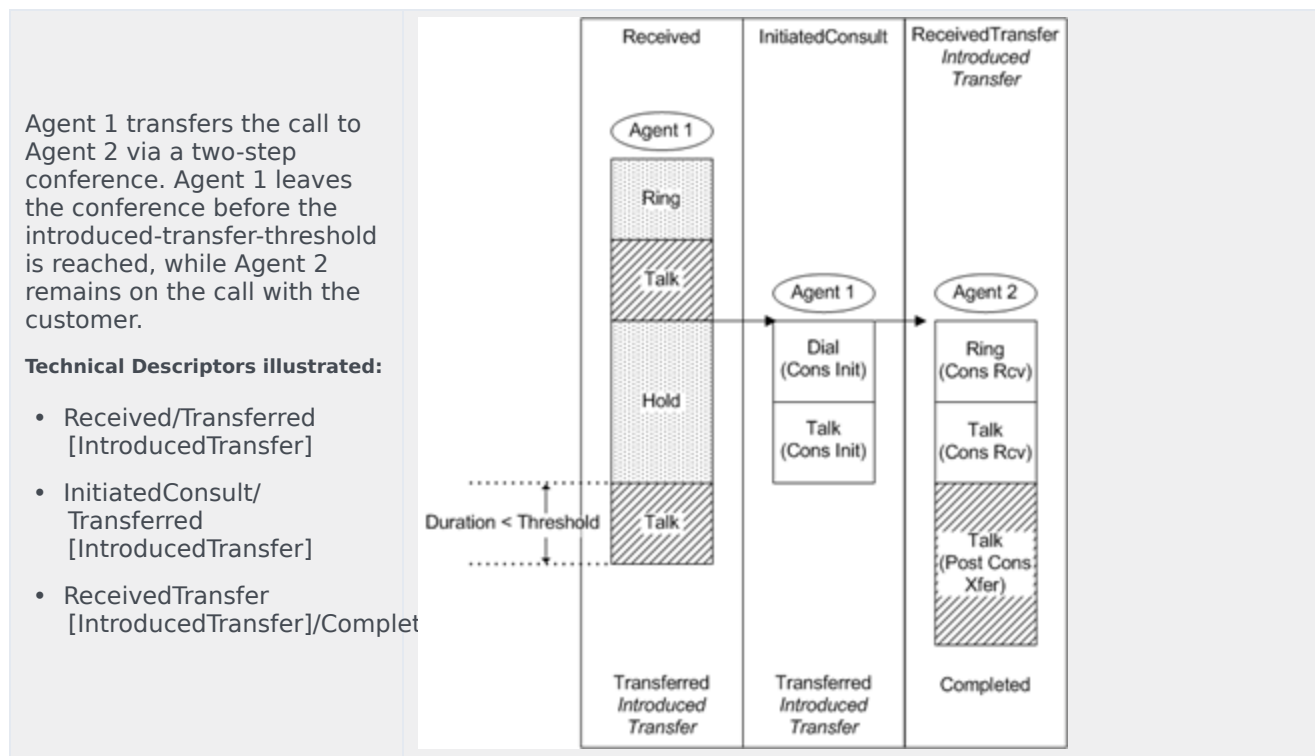 Agent 1 transfers the call to
Agent 2 via a two-step
conference. Agent 1 leaves
the conference before the
introduced-transfer-threshold
is reached, while Agent 2
remains on the call with the
customer.
Technical Descriptors illustrated:
• Received/Transferred
[IntroducedTransfer]
• InitiatedConsult/
Transferred
[IntroducedTransfer]
• ReceivedTransfer
[IntroducedTransfer]/Complet
Received
Agent 1
Ring
Talk
Hold
Talk
Duration < Threshold
Transferred
Introduced
Transfer
InitiatedConsult
Agent 1
Dial
(Cons Init)
Talk
(Cons Init)
Transferred
Introduced
Transfer
ReceivedTransfer
Introduced
Transfer
Agent 2
Ring
(Cons Rcv)
Talk
(Cons Rcv)
Talk
(Post Cons
Xfer)
Completed